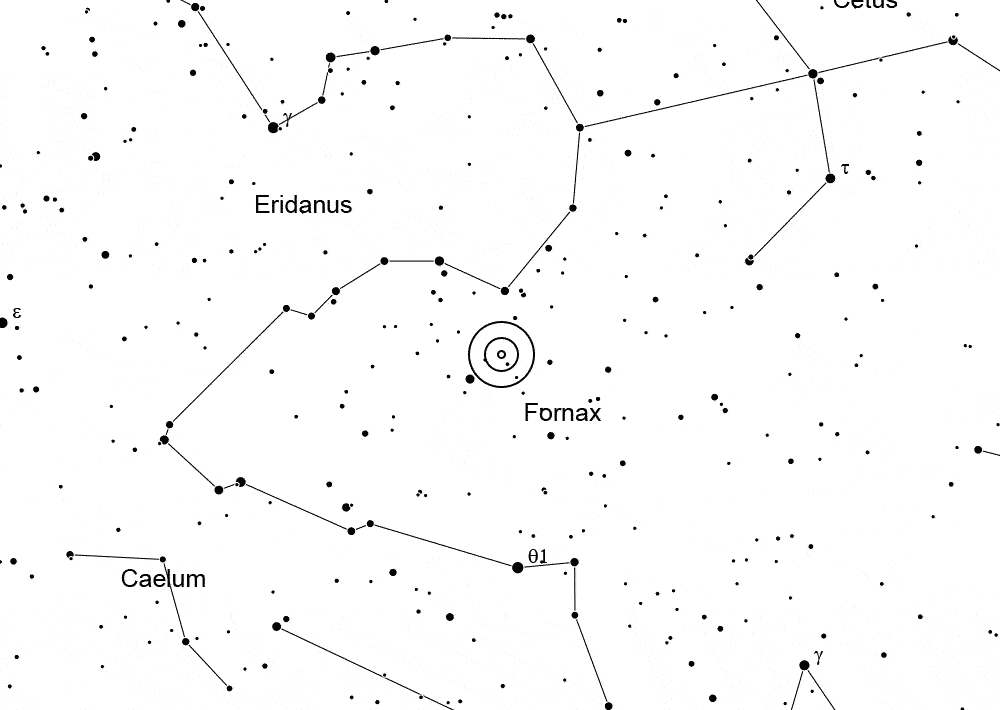 Cetus
γ
τ
Eridanus
ε
Fornax
θ1
Caelum
γ